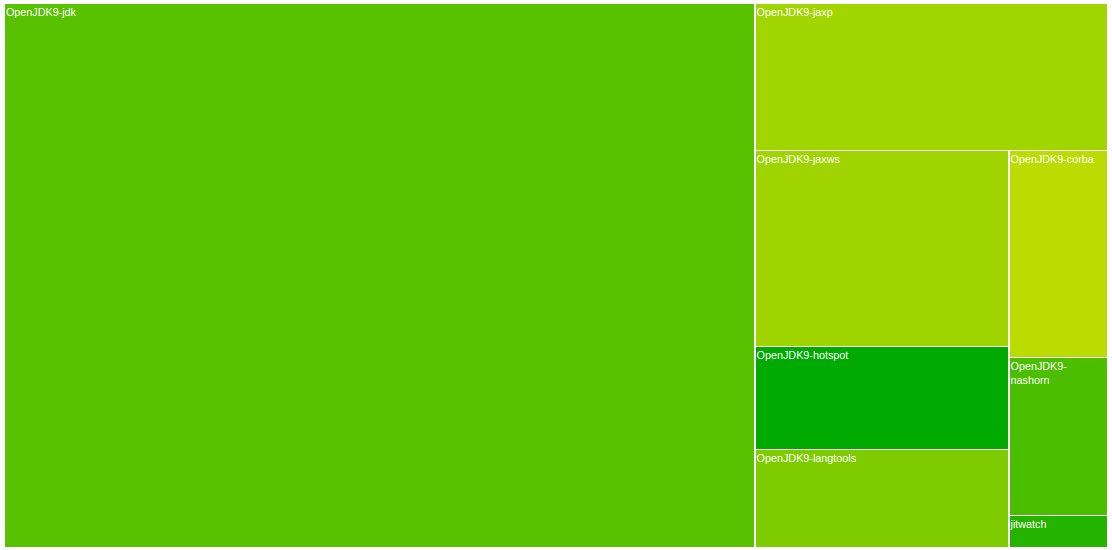 OpenJDK9-jdk
OpenJDK9-jaxp
OpenJDK9-jaxws
OpenJDK9-corba
OpenJDK9-hotspot
OpenJDK9-
nashorn
OpenJDK9-langtools
jitwatch